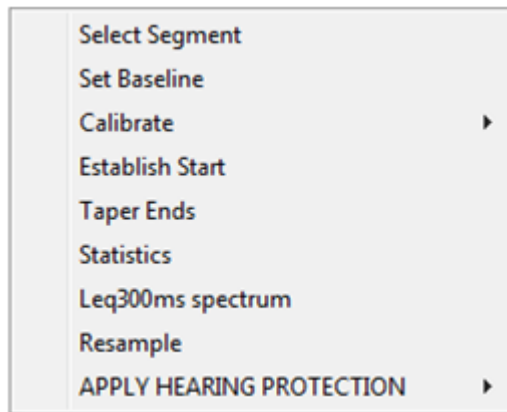 Select Segment
Set Baseline
Calibrate
Establish Start
Taper Ends
Statistics
Leq300ms spectrum
Resample
APPLY HEARING PROTECTION